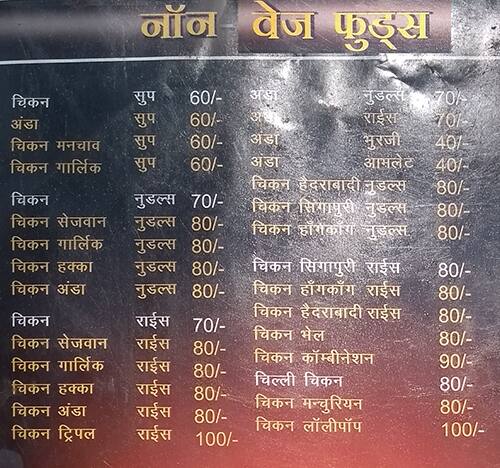 नॉन वेज फुड्स
चिकन सुप 60/-
अंडा सुप 60/-
चिकन मनचाव सुप 60/-
चिकन गार्लिक सुप 60/-
चिकन नुडल्स 70/-
चिकन सेजवान नुडल्स 80/-
चिकन गार्लिक नुडल्स 80/-
चिकन हक्का नुडल्स 80/-
चिकन अंडा नुडल्स 80/-
चिकन राईस 70/-
चिकन सेजवान राईस 80/-
चिकन गार्लिक राईस 80/-
चिकन हक्का राईस 80/-
चिकन अंडा राईस 80/-
चिकन ट्रिपल राईस 100/-
अंडा नुडल्स 70/-
अंडा राईस 70/-
अंडा भुरजी 40/-
अंडा आमलेट 40/-
चिकन हैदराबादी नुडल्स 80/-
चिकन सिंगापुरी नुडल्स 80/-
चिकन हाँगकाँग नुडल्स 80/-
चिकन सिंगापुरी राईस 80/-
चिकन हाँगकाँग राईस 80/-
चिकन हैदराबादी राईस 80/-
चिकन भेल 80/-
चिकन कॉम्बीनेशन 90/-
चिल्ली चिकन 80/-
चिकन मन्चुरियन 80/-
चिकन लॉलीपॉप 100/-